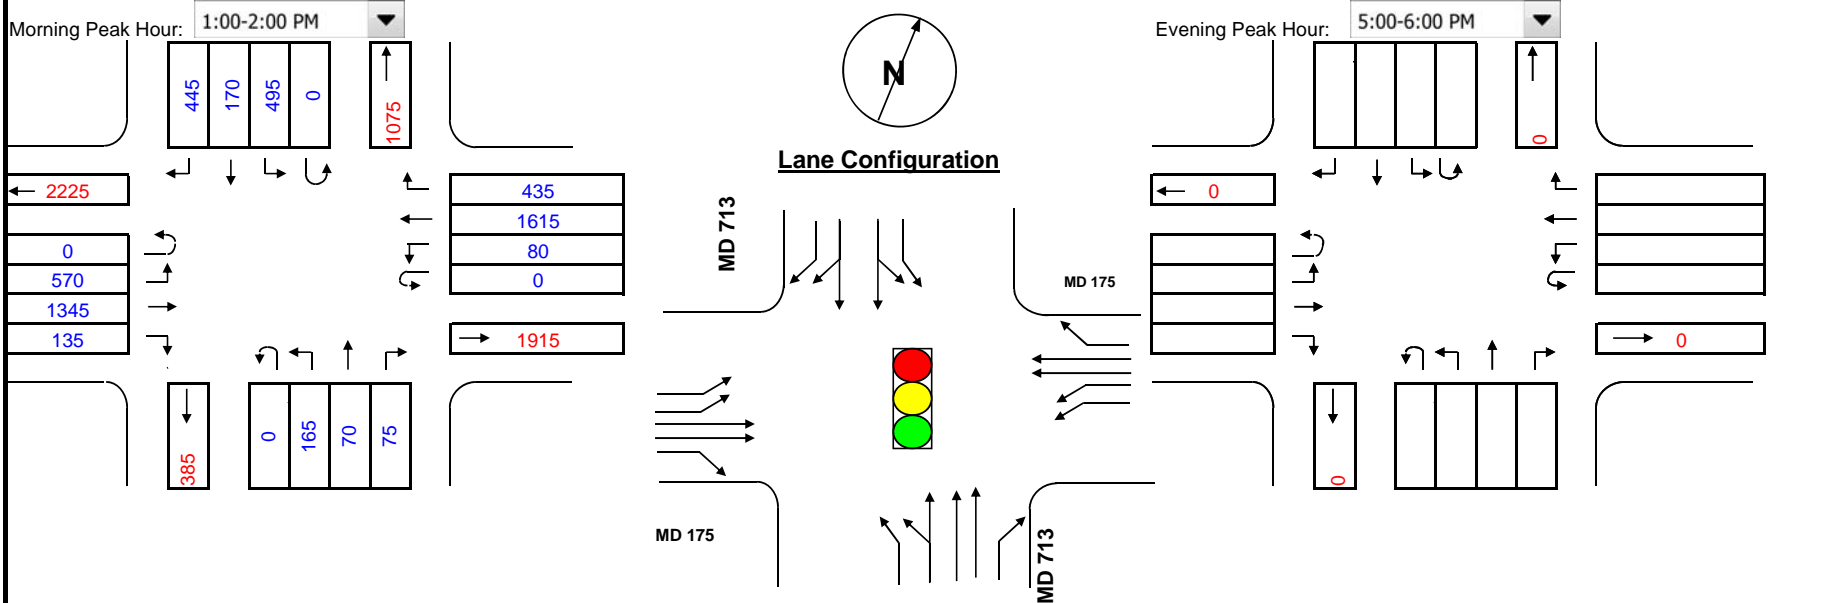 Morning Peak Hour: 1:00-2:00 PM
445 170 495 0 1075
2225
0
570
1345
135
435
1615
80
0
1915
385
0 165 70 75
N
Lane Configuration
MD 713
MD 175
MD 175
MD 713
Evening Peak Hour: 5:00-6:00 PM
0
0
0
0